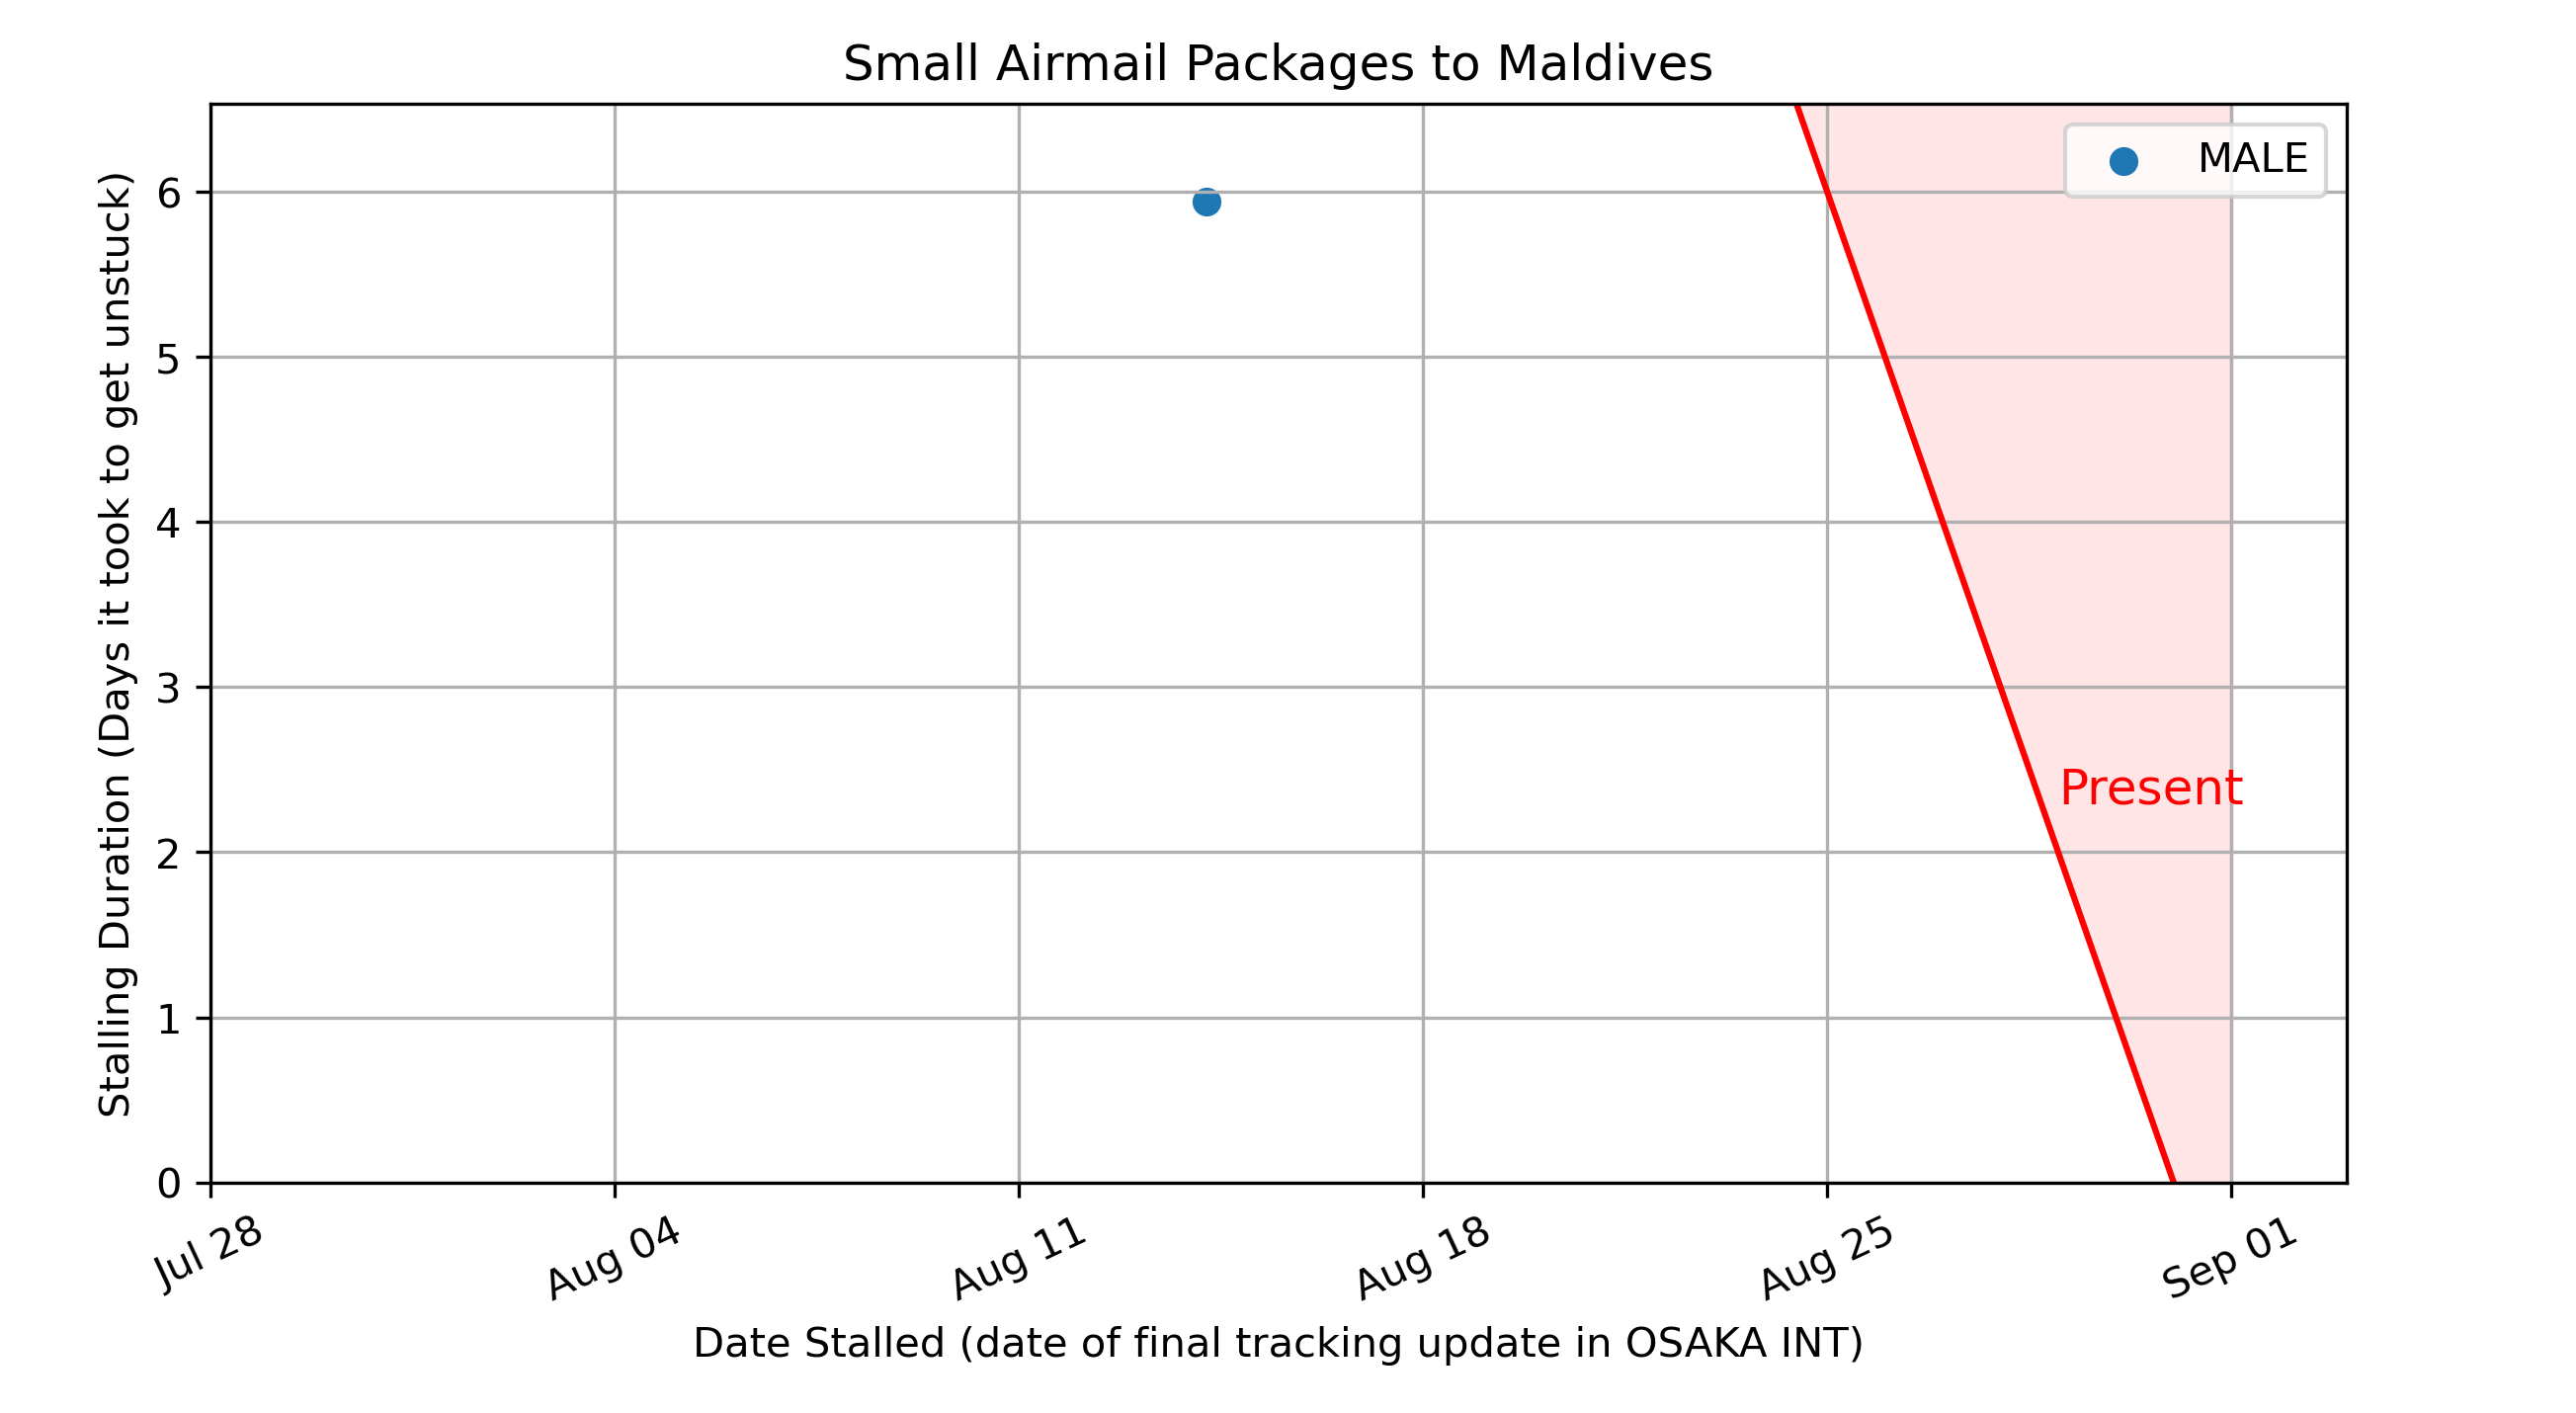 Small Airmail Packages to Maldives
MALE
Stalling Duration (Days it took to get unstuck)
6
5
4
3
2
1
0
Present
Jul 28
Aug 04
Aug 11
Aug 18
Aug 25
Sep 01
Date Stalled (date of final tracking update in OSAKA INT)